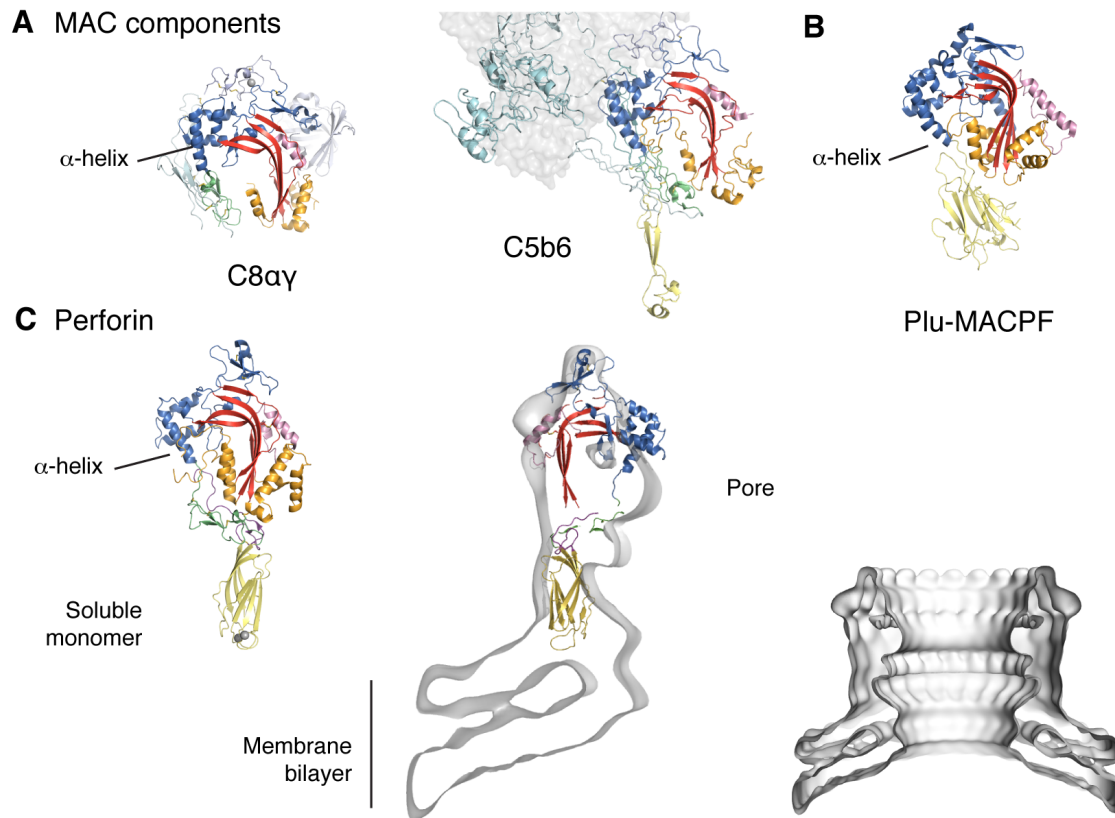 A MAC components
B
α-helix
α-helix
C8αγ
C5b6
Plu-MACPF
C Perforin
α-helix
Pore
Soluble
monomer
Membrane
bilayer